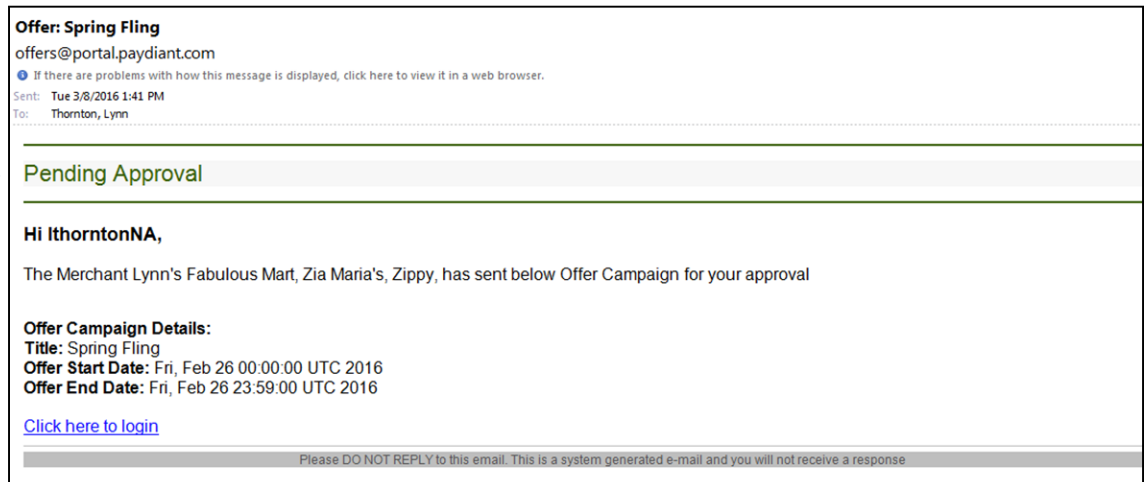 Offer: Spring Fling
offers@portal.paydiant.com
If there are problems with how this message is displayed, click here to view it in a web browser.
Sent: Tue 3/8/2016 1:41 PM
To: Thornton, Lynn
Pending Approval
Hi lthorntonNA,
The Merchant Lynn's Fabulous Mart, Zia Maria's, Zippy, has sent below Offer Campaign for your approval
Offer Campaign Details:
Title: Spring Fling
Offer Start Date: Fri, Feb 26 00:00:00 UTC 2016
Offer End Date: Fri, Feb 26 23:59:00 UTC 2016
Click here to login
Please DO NOT REPLY to this email. This is a system generated e-mail and you will not receive a response